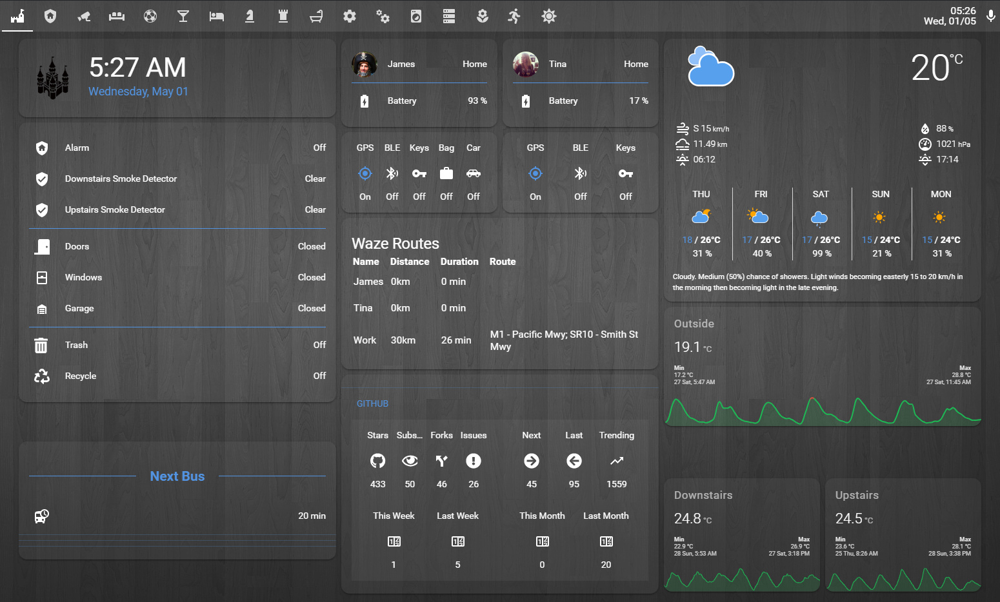 05:26
Wed, 01/05
5:27 AM
Wednesday, May 01
Alarm Off
Downstairs Smoke Detector Clear
Upstairs Smoke Detector Clear
Doors Closed
Windows Closed
Garage Closed
Trash Off
Recycle Off
Next Bus
20 min
James Home
Battery 93 %
Tina Home
Battery 17 %
GPS BLE Keys Bag Car
On Off Off Off Off
GPS BLE Keys
On Off Off
Waze Routes
Name Distance Duration Route
James 0km 0 min
Tina 0km 0 min
Work 30km 26 min M1 - Pacific Mwy; SR10 - Smith St
Mwy
GITHUB
Stars Subs... Forks Issues Next Last Trending
433 50 46 26 45 95 1559
This Week Last Week This Month Last Month
1 5 0 20
20°C
S 15 km/h 88 %
11.49 km 1021 hPa
06:12 17:14
THU FRI SAT SUN MON
18 / 26°C 17 / 26°C 17 / 26°C 15 / 24°C 15 / 24°C
31 % 40 % 99 % 21 % 31 %
Cloudy. Medium (50%) chance of showers. Light winds becoming easterly 15 to 20 km/h in
the morning then becoming light in the late evening.
Outside
19.1 °C
Min Max
17.2 °C 28.8 °C
27 Sat, 5:47 AM 27 Sat, 11:45 AM
Downstairs
24.8 °C
Min Max
22.9 °C 26.9 °C
28 Sun, 5:53 AM 27 Sat, 3:18 PM
Upstairs
24.5 °C
Min Max
23.6 °C 28.1 °C
25 Thu, 8:26 AM 28 Sun, 3:38 PM